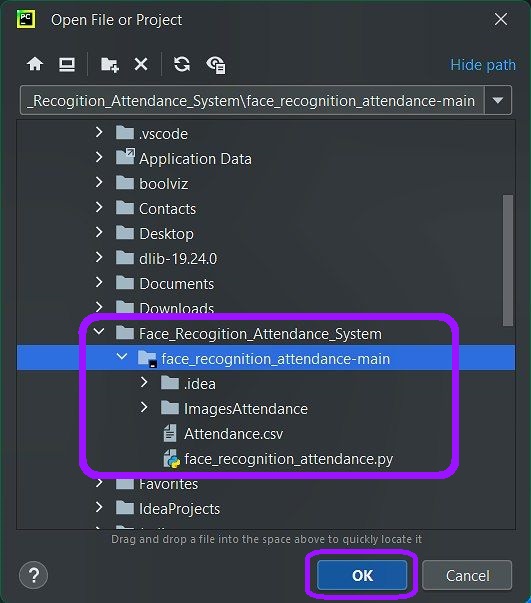 PC
Open File or Project
Hide path
_Recogition_Attendance_System\face_recognition_attendance-main
.vscode
Application Data
boolviz
Contacts
Desktop
dlib-19.24.0
Documents
Downloads
Face_Recogition_Attendance_System
face_recognition_attendance-main
.idea
ImagesAttendance
Attendance.csv
face_recognition_attendance.py
Favorites
IdeaProjects
Drag and drop a file into the space above to quickly locate it
?
OK
Cancel